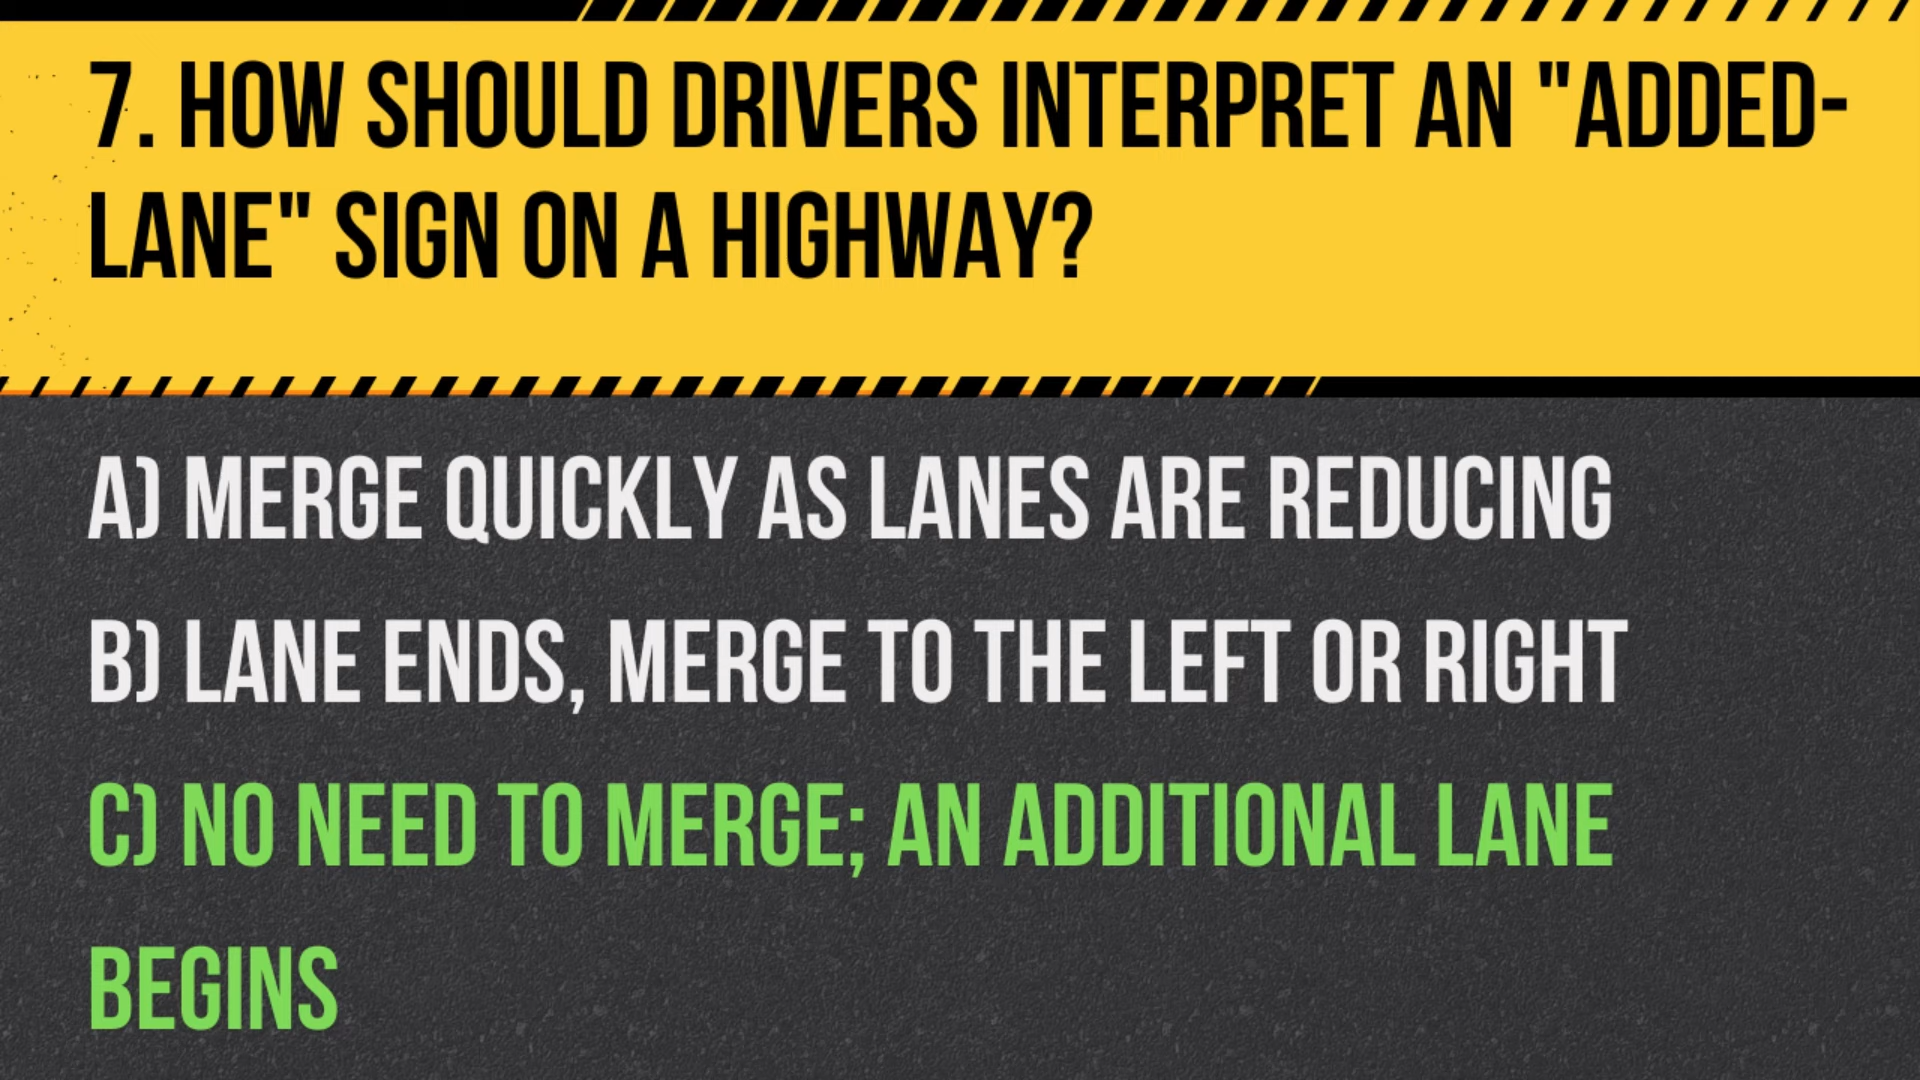 7. HOW SHOULD DRIVERS INTERPRET AN "ADDED-
LANE" SIGN ON A HIGHWAY?
A) MERGE QUICKLY AS LANES ARE REDUCING
B) LANE ENDS, MERGE TO THE LEFT OR RIGHT
C) NO NEED TO MERGE; AN ADDITIONAL LANE
BEGINS